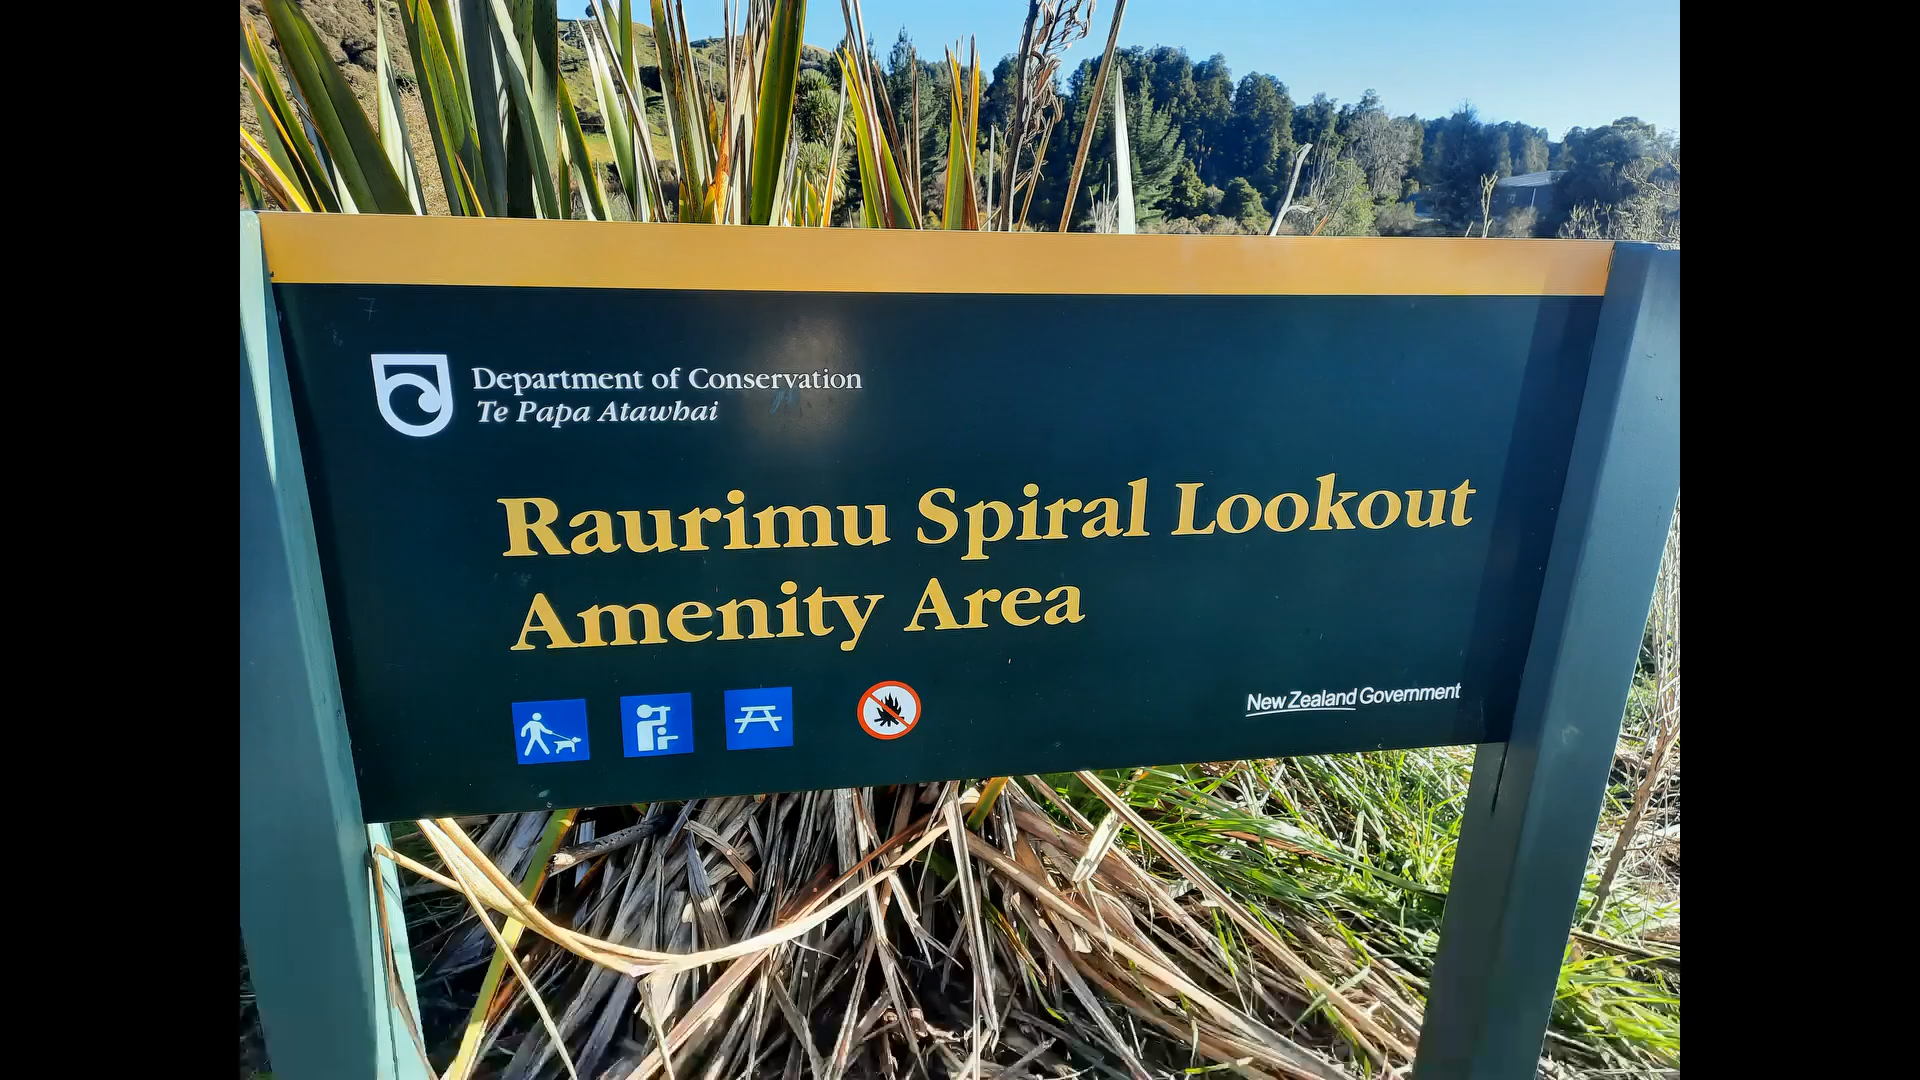 Department of Conservation
Te Papa Atawhai
Raurimu Spiral Lookout
Amenity Area
New Zealand Government